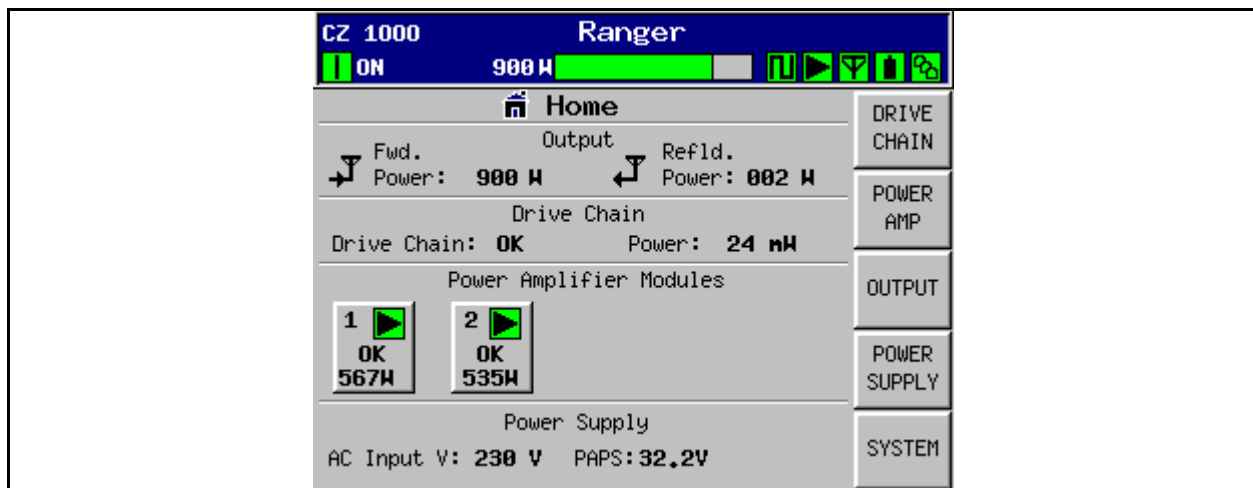 CZ 1000 Ranger
ON 900 W
Home
Output
Fwd. Power: 900 W
Refld. Power: 002 W
Drive Chain
Drive Chain: OK Power: 24 mW
Power Amplifier Modules
1 OK 567W
2 OK 535W
Power Supply
AC Input V: 230 V PAPS: 32.2V
DRIVE CHAIN
POWER AMP
OUTPUT
POWER SUPPLY
SYSTEM